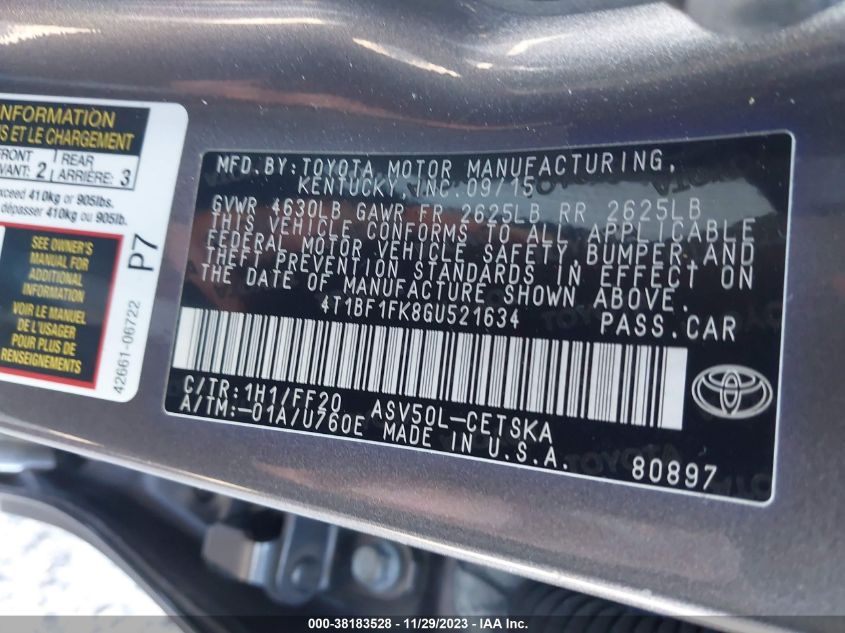 INFORMATION
NS ET LE CHARGEMENT
FRONT
VANT: 2
REAR
ARRIÈRE: 3
exceed 410kg or 905lbs.
dépasser 410kg ou 905lb.
SEE OWNER'S
MANUAL FOR
ADDITIONAL
INFORMATION
VOIR LE MANUEL
DE L'USAGER
POUR PLUS DE
RENSEIGNEMENTS
P7
42661-06722
MFD.BY:TOYOTA MOTOR MANUFACTURING,
KENTUCKY, INC.09/15
GVWR 4630LB GAWR FR 2625LB RR 2625LB
THIS VEHICLE CONFORMS TO ALL APPLICABLE
FEDERAL MOTOR VEHICLE SAFETY,BUMPER,AND
THEFT PREVENTION STANDARDS IN EFFECT ON
THE DATE OF MANUFACTURE SHOWN ABOVE.
4T1BF1FK8GU521634 PASS.CAR
C/TR:1H1/FF20 ASV50L-CETSKA
A/TM:-01A/U760E MADE IN U.S.A.
80897
000-38183528 - 11/29/2023 - IAA Inc.